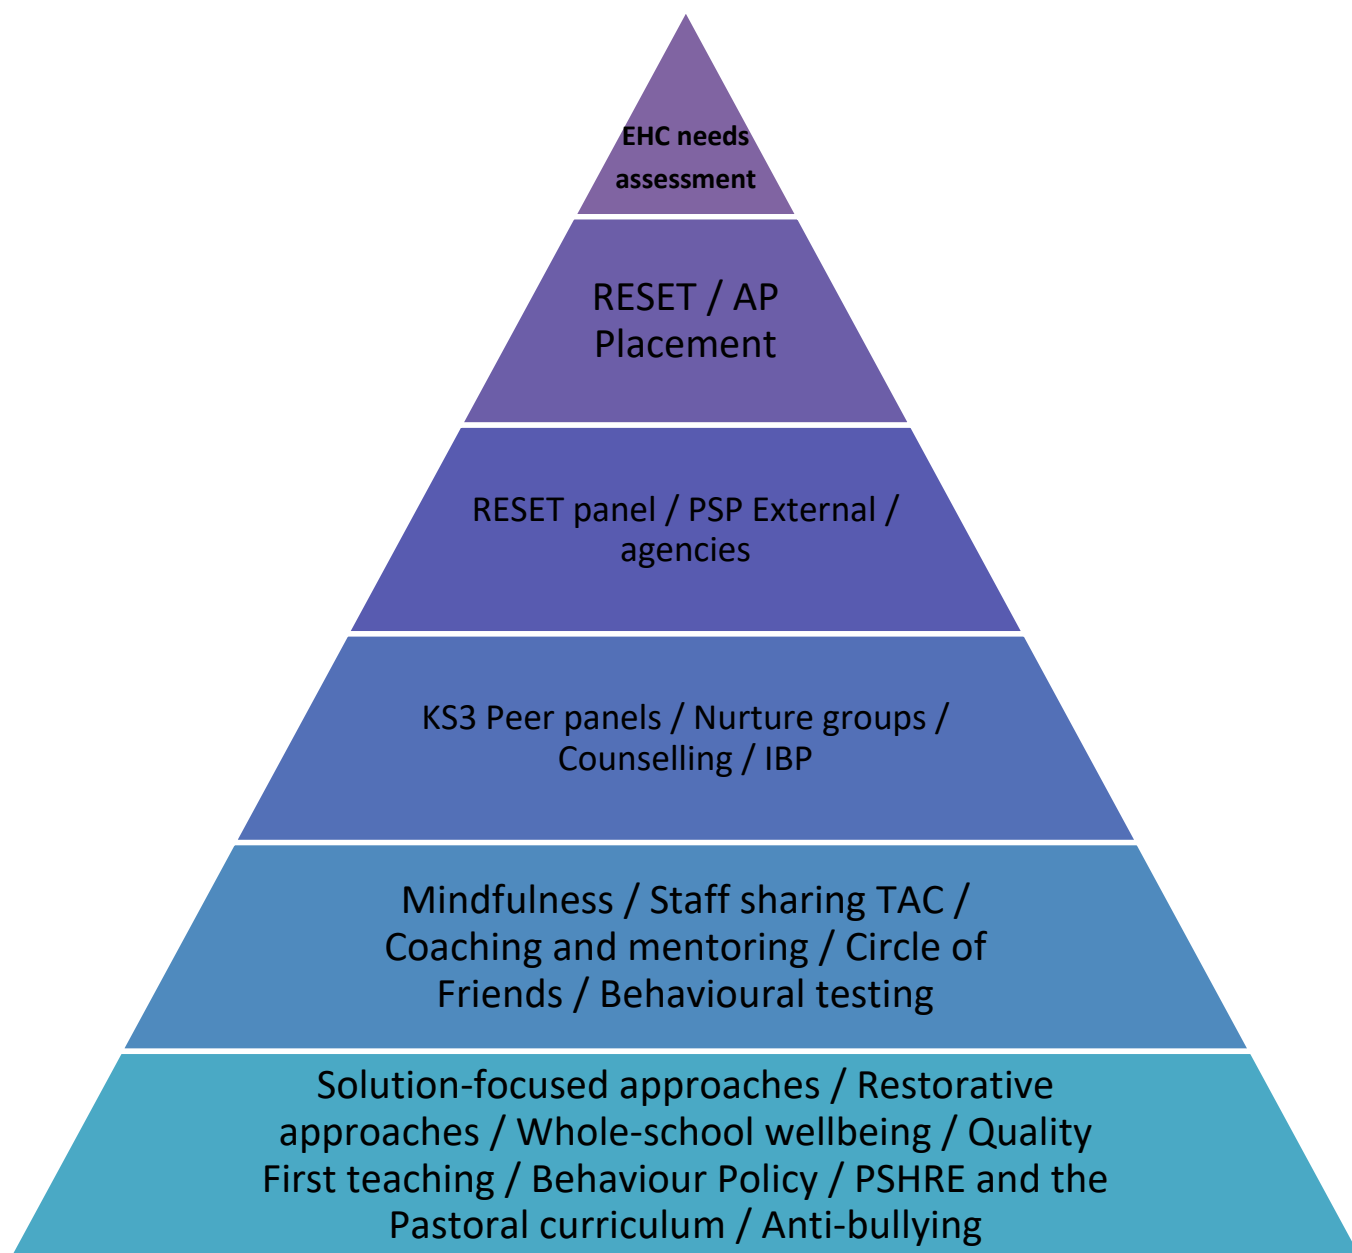 EHC needs
assessment
RESET / AP
Placement
RESET panel / PSP External /
agencies
KS3 Peer panels / Nurture groups /
Counselling / IBP
Mindfulness / Staff sharing TAC /
Coaching and mentoring / Circle of
Friends / Behavioural testing
Solution-focused approaches / Restorative
approaches / Whole-school wellbeing / Quality
First teaching / Behaviour Policy / PSHRE and the
Pastoral curriculum / Anti-bullying